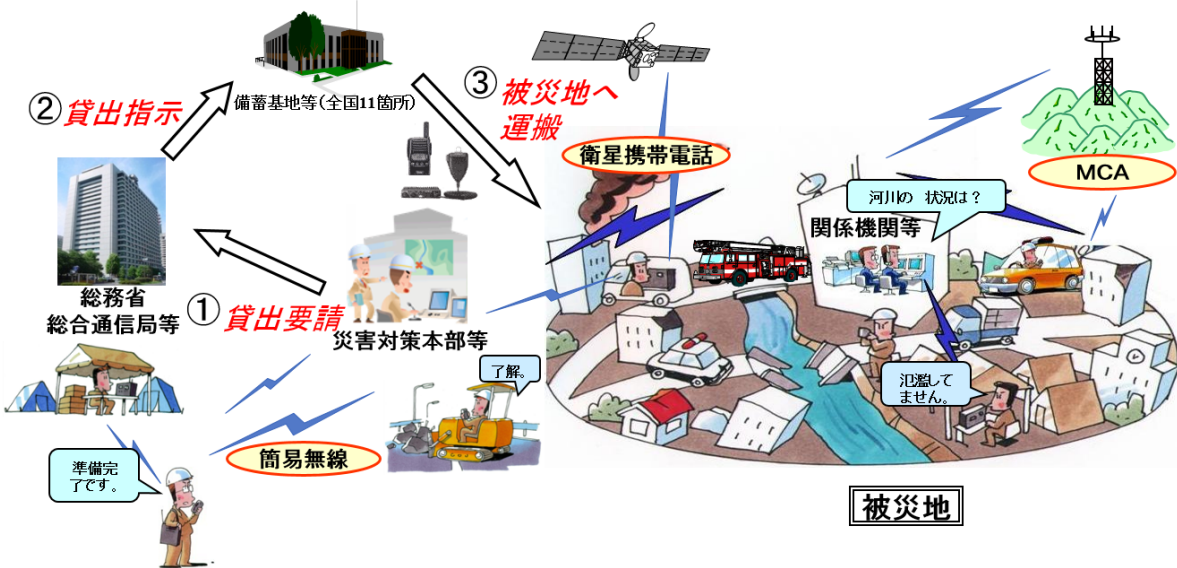 備蓄基地等(全国11箇所)
②貸出指示
③被災地へ
運搬
衛星携帯電話
MCA
河川の 状況は？
関係機関等
総務省
総合通信局等
①貸出要請
災害対策本部等
了解。
氾濫して
ません。
簡易無線
準備完
了です。
被災地